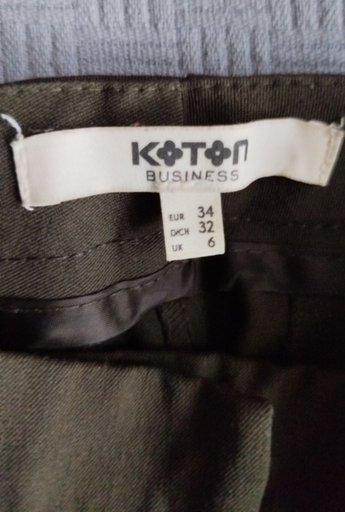 KOTON
BUSINESS
EUR 34
D/CH 32
UK 6